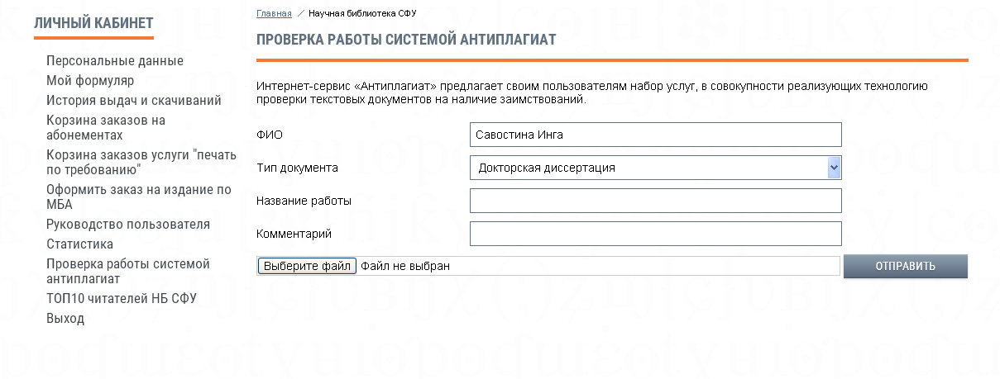 Главная / Научная библиотека СФУ
ЛИЧНЫЙ КАБИНЕТ
Персональные данные
Мой формуляр
История выдач и скачиваний
Корзина заказов на
абонементах
Корзина заказов услуги "печать
по требованию"
Оформить заказ на издание по
МБА
Руководство пользователя
Статистика
Проверка работы системой
антиплагиат
ТОП10 читателей НБ СФУ
Выход
ПРОВЕРКА РАБОТЫ СИСТЕМОЙ АНТИПЛАГИАТ
Интернет-сервис «Антиплагиат» предлагает своим пользователям набор услуг, в совокупности реализующих технологию
проверки текстовых документов на наличие заимствований.
ФИО Савостина Инга
Тип документа Докторская диссертация
Название работы
Комментарий
Выберите файл Файл не выбран ОТПРАВИТЬ